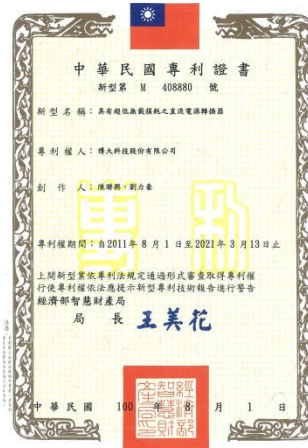 中華民國專利證書
新型第 M 408880 號
新型名稱：具有超低無載損耗之直流電源轉換器
專利權人：博大科技股份有限公司
創作人：陳聯興、劉力豪
專利權期間：自2011年 8 月 1 日至 2021 年 3 月13日止
上開新型業依專利法規定通過形式審查取得專利權
行使專利權依法應提示新型專利技術報告進行警告
經濟部智慧財產局
局長 王美花
中華民國 100 年 8 月 1 日